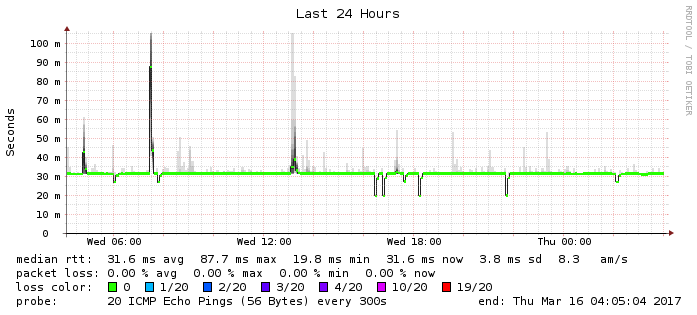 Last 24 Hours
RRDTOOL / TOBI OETIKER
Seconds
100 m
90 m
80 m
70 m
60 m
50 m
40 m
30 m
20 m
10 m
0
Wed 06:00 Wed 12:00 Wed 18:00 Thu 00:00
median rtt: 31.6 ms avg 87.7 ms max 19.8 ms min 31.6 ms now 3.8 ms sd 8.3 am/s
packet loss: 0.00 % avg 0.00 % max 0.00 % min 0.00 % now
loss color: 0 1/20 2/20 3/20 4/20 10/20 19/20
probe: 20 ICMP Echo Pings (56 Bytes) every 300s end: Thu Mar 16 04:05:04 2017